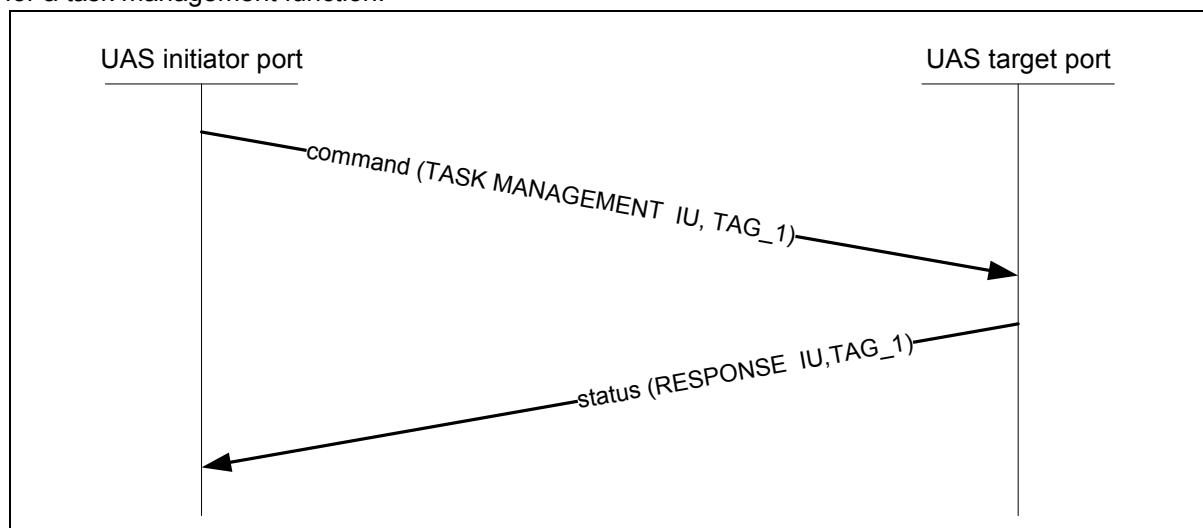 for a task management function.
UAS initiator port
UAS target port
command (TASK MANAGEMENT  IU, TAG_1)
status (RESPONSE  IU,TAG_1)